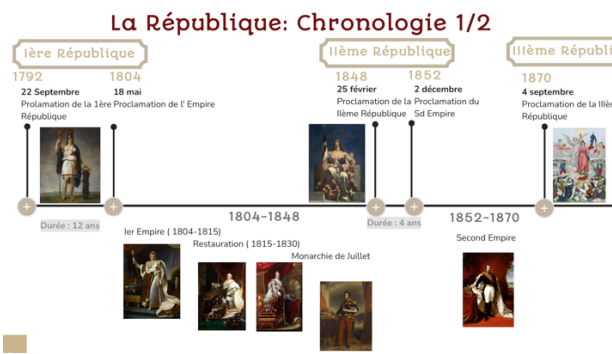 La République: Chronologie 1/2
Ière République
IIème République
IIIème Républi
1792
1804
1848
1852
1870
22 Septembre
18 mai
25 février
2 décembre
4 septembre
Prolamation de la 1ère
République
Proclamation de l' Empire
Proclamation de la
IIème République
Proclamation du
Sd Empire
Proclamation de la IIIèm
République
Durée : 12 ans
1804-1848
Durée : 4 ans
1852-1870
Ier Empire ( 1804-1815)
Restauration ( 1815-1830)
Monarchie de Juillet
Second Empire